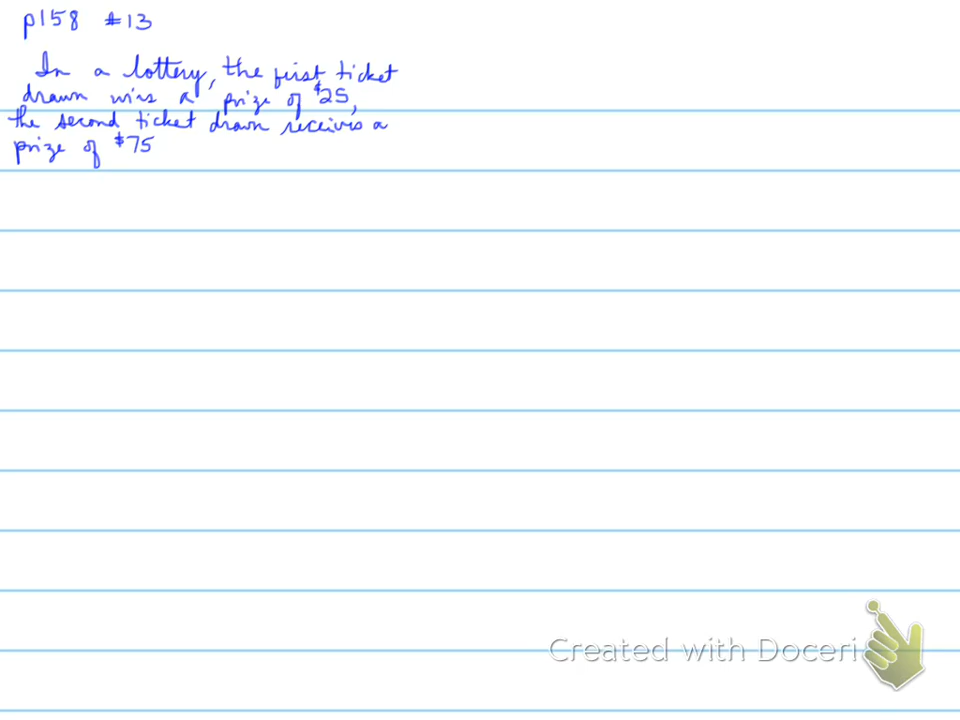 p158 #13
In a lottery, the first ticket
drawn wins a prize of $25,
the second ticket drawn receives a
prize of $75
Created with Doceri